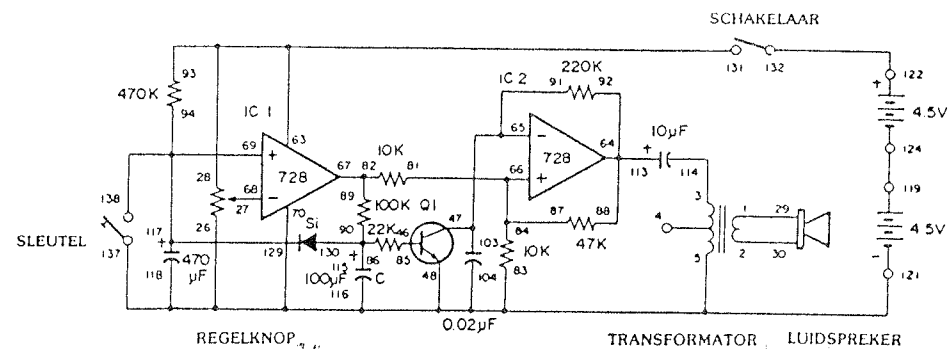 SCHAKELAAR
131 132
122
+
4.5V
124
119
4.5V
-
121
93
470K
94
IC 1
63
69 +
728
67 82 10K 81
28
68 -
27
26
70
89
100K
90
Q1
138
SLEUTEL
137
117 +
118
470
µF
129
Si
130
22K
86
85
46
47
48
115 +
100µF C
116
103
104
0.02µF
IC 2
220K
91 92
65 -
66 +
728
64
87 88
47K
84
10K
83
10µF
+
113 114
3
4
5
1
2
29
30
REGELKNOP
TRANSFORMATOR
LUIDSPREKER